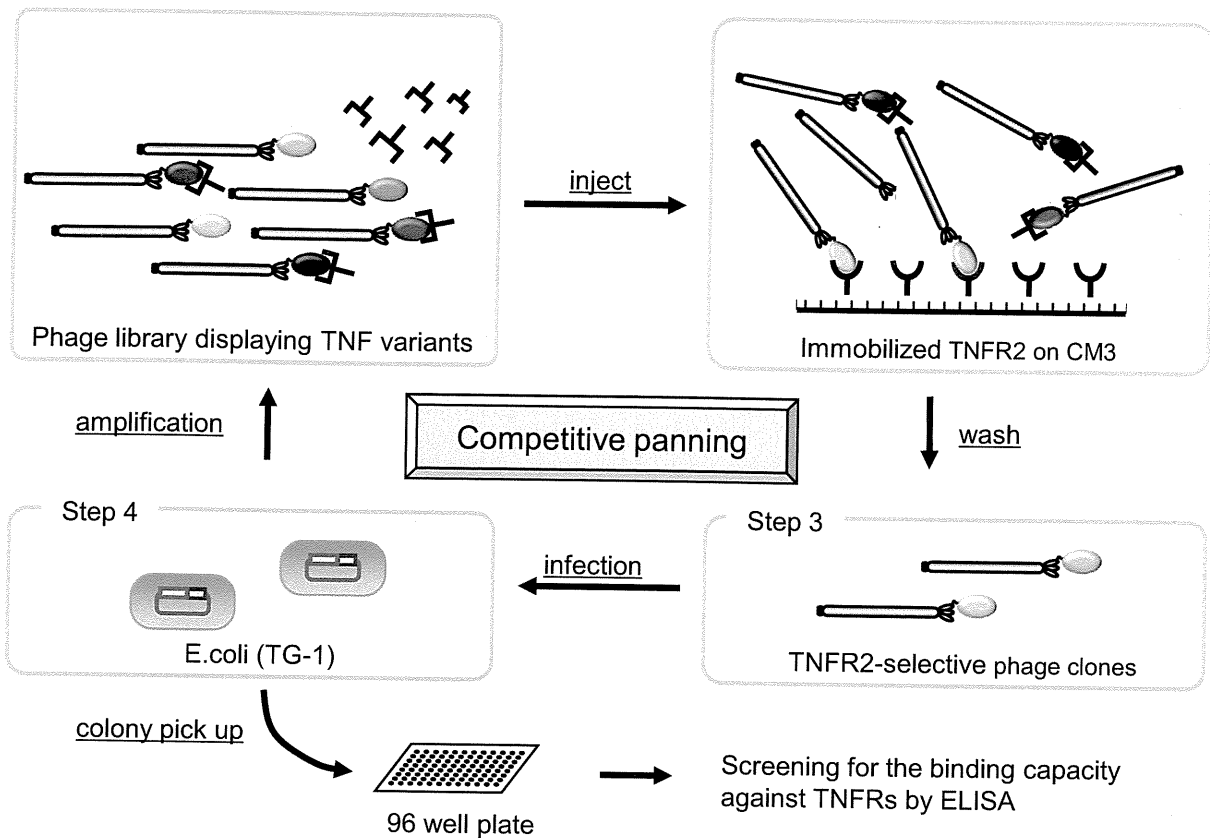 inject
Phage library displaying TNF variants
Immobilized TNFR2 on CM3
amplification
Competitive panning
wash
Step 4
Step 3
infection
E.coli (TG-1)
TNFR2-selective phage clones
colony pick up
96 well plate
Screening for the binding capacity
against TNFRs by ELISA